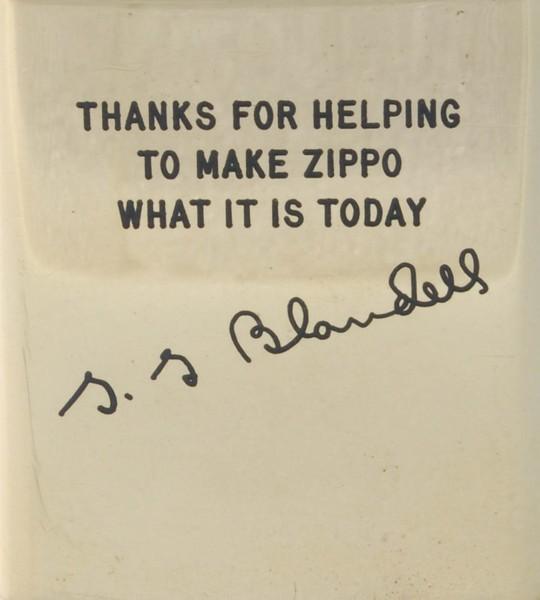 THANKS FOR HELPING
TO MAKE ZIPPO
WHAT IT IS TODAY
G. G Blaisdell